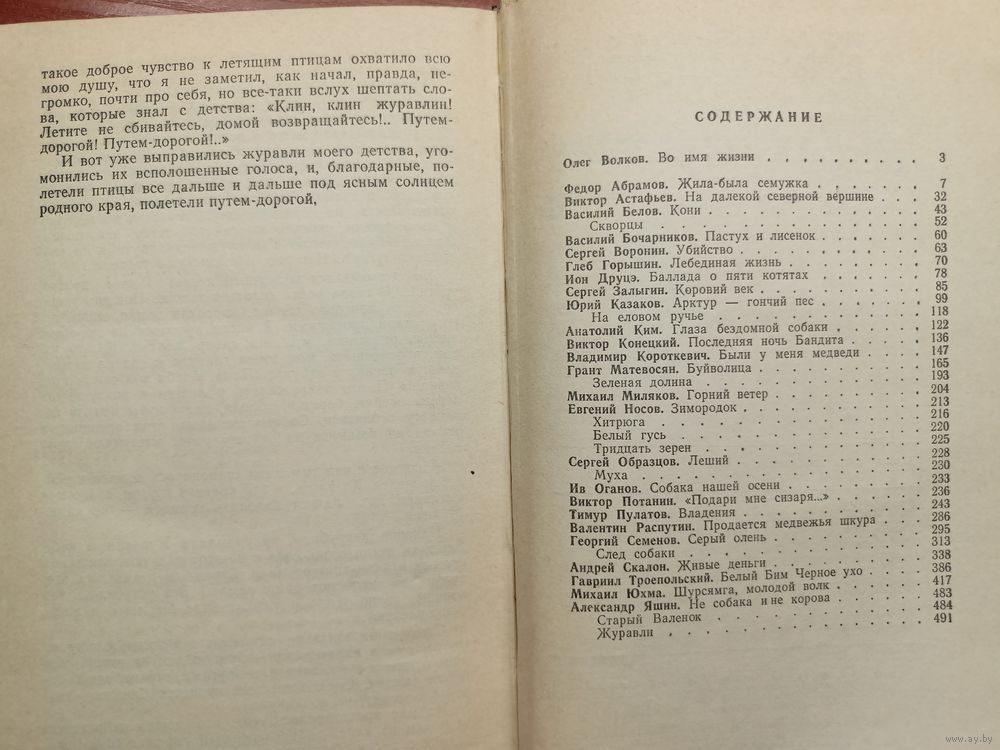 такое доброе чувство к летящим птицам охватило всю
мою душу, что я не заметил, как начал, правда, не-
громко, почти про себя, но все-таки вслух шептать сло-
ва, которые знал с детства: «Клин, клин журавлин!
Летите не сбивайтесь, домой возвращайтесь!.. Путем-
дорогой! Путем-дорогой!..»
И вот уже выправились журавли моего детства, уго-
монились их всполошенные голоса, и, благодарные, по-
летели птицы все дальше и дальше под ясным солнцем
родного края, полетели путем-дорогой,
СОДЕРЖАНИЕ
Олег Волков. Во имя жизни . . . . . . . . . . 3
Федор Абрамов. Жила-была семужка . . . . . . . 7
Виктор Астафьев. На далекой северной вершине . . . 32
Василий Белов. Кони . . . . . . . . . . . . 43
Скворцы . . . . . . . . . . . . . 52
Василий Бочарников. Пастух и лисенок . . . . . . 60
Сергей Воронин. Убийство . . . . . . . . . . 63
Глеб Горышин. Лебединая жизнь . . . . . . . . 70
Ион Друцэ. Баллада о пяти котятах . . . . . . . 78
Сергей Залыгин. Коровий век . . . . . . . . . 85
Юрий Казаков. Арктур — гончий пес . . . . . . . 99
На еловом ручье . . . . . . . . . . 118
Анатолий Ким. Глаза бездомной собаки . . . . . . 122
Виктор Конецкий. Последняя ночь Бандита . . . . . 136
Владимир Короткевич. Были у меня медведи . . . . 147
Грант Матевосян. Буйволица . . . . . . . . . 165
Зеленая долина . . . . . . . . . . . 193
Михаил Миляков. Горний ветер . . . . . . . . . 204
Евгений Носов. Зимородок . . . . . . . . . . 213
Хитрюга . . . . . . . . . . . . . 216
Белый гусь . . . . . . . . . . . . 220
Тридцать зерен . . . . . . . . . . . 225
Сергей Образцов. Леший . . . . . . . . . . . 228
Муха . . . . . . . . . . . . . . 230
Ив Оганов. Собака нашей осени . . . . . . . . 233
Виктор Потанин. «Подари мне сизаря...» . . . . . . 236
Тимур Пулатов. Владения . . . . . . . . . . 243
Валентин Распутин. Продается медвежья шкура . . . 286
Георгий Семенов. Серый олень . . . . . . . . . 295
След собаки . . . . . . . . . . . . 313
Андрей Скалон. Живые деньги . . . . . . . . . 338
Гавриил Троепольский. Белый Бим Черное ухо . . . . 386
Михаил Юхма. Шурсямга, молодой волк . . . . . . 417
Александр Яшин. Не собака и не корова . . . . . . 483
Старый Валенок . . . . . . . . . . . 484
Журавли . . . . . . . . . . . . . 491
www.ay.by